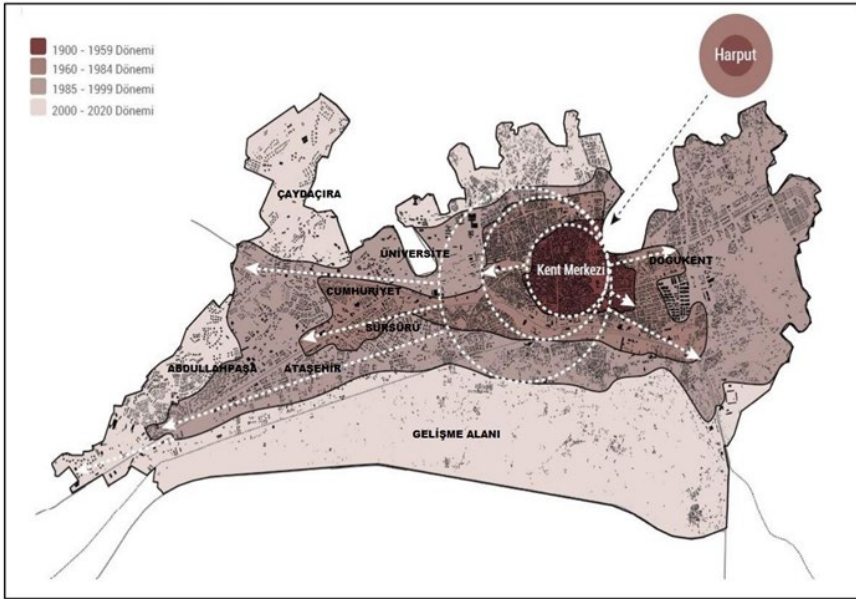 1900 - 1959 Dönemi
1960 - 1984 Dönemi
1985 - 1999 Dönemi
2000 - 2020 Dönemi
Harput
ÇAYDAÇIRA
ÜNİVERSİTE
Kent Merkezi
DOĞUKENT
CUMHURİYET
SÜRSÜRÜ
ABDULLAHPAŞA
ATAŞEHİR
GELİŞME ALANI